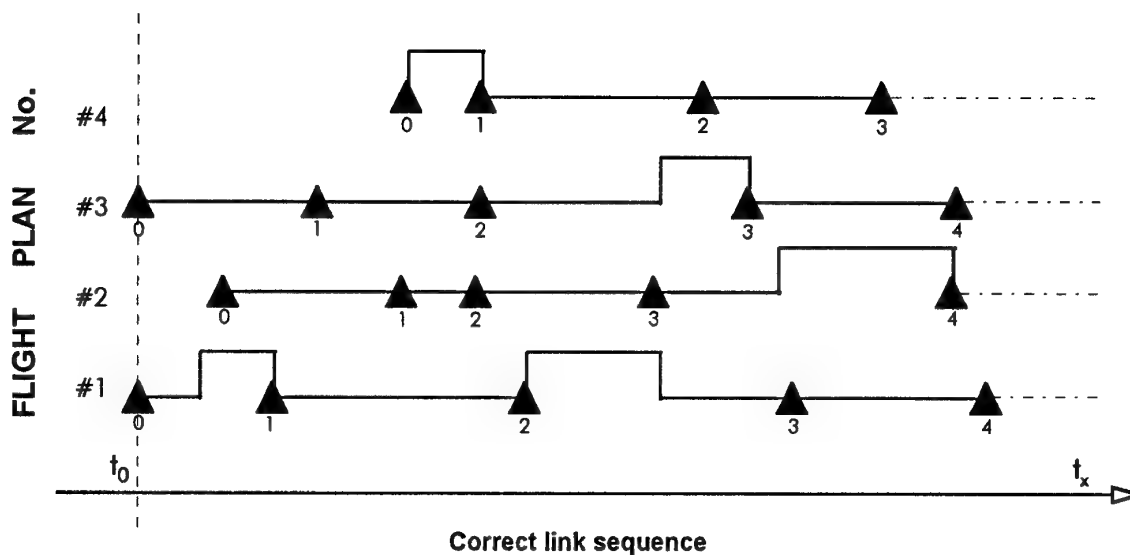 FLIGHT PLAN No.
#4
0 1 2 3
#3
0 1 2 3 4
#2
0 1 2 3 4
#1
0 1 2 3 4
t0
tx
Correct link sequence